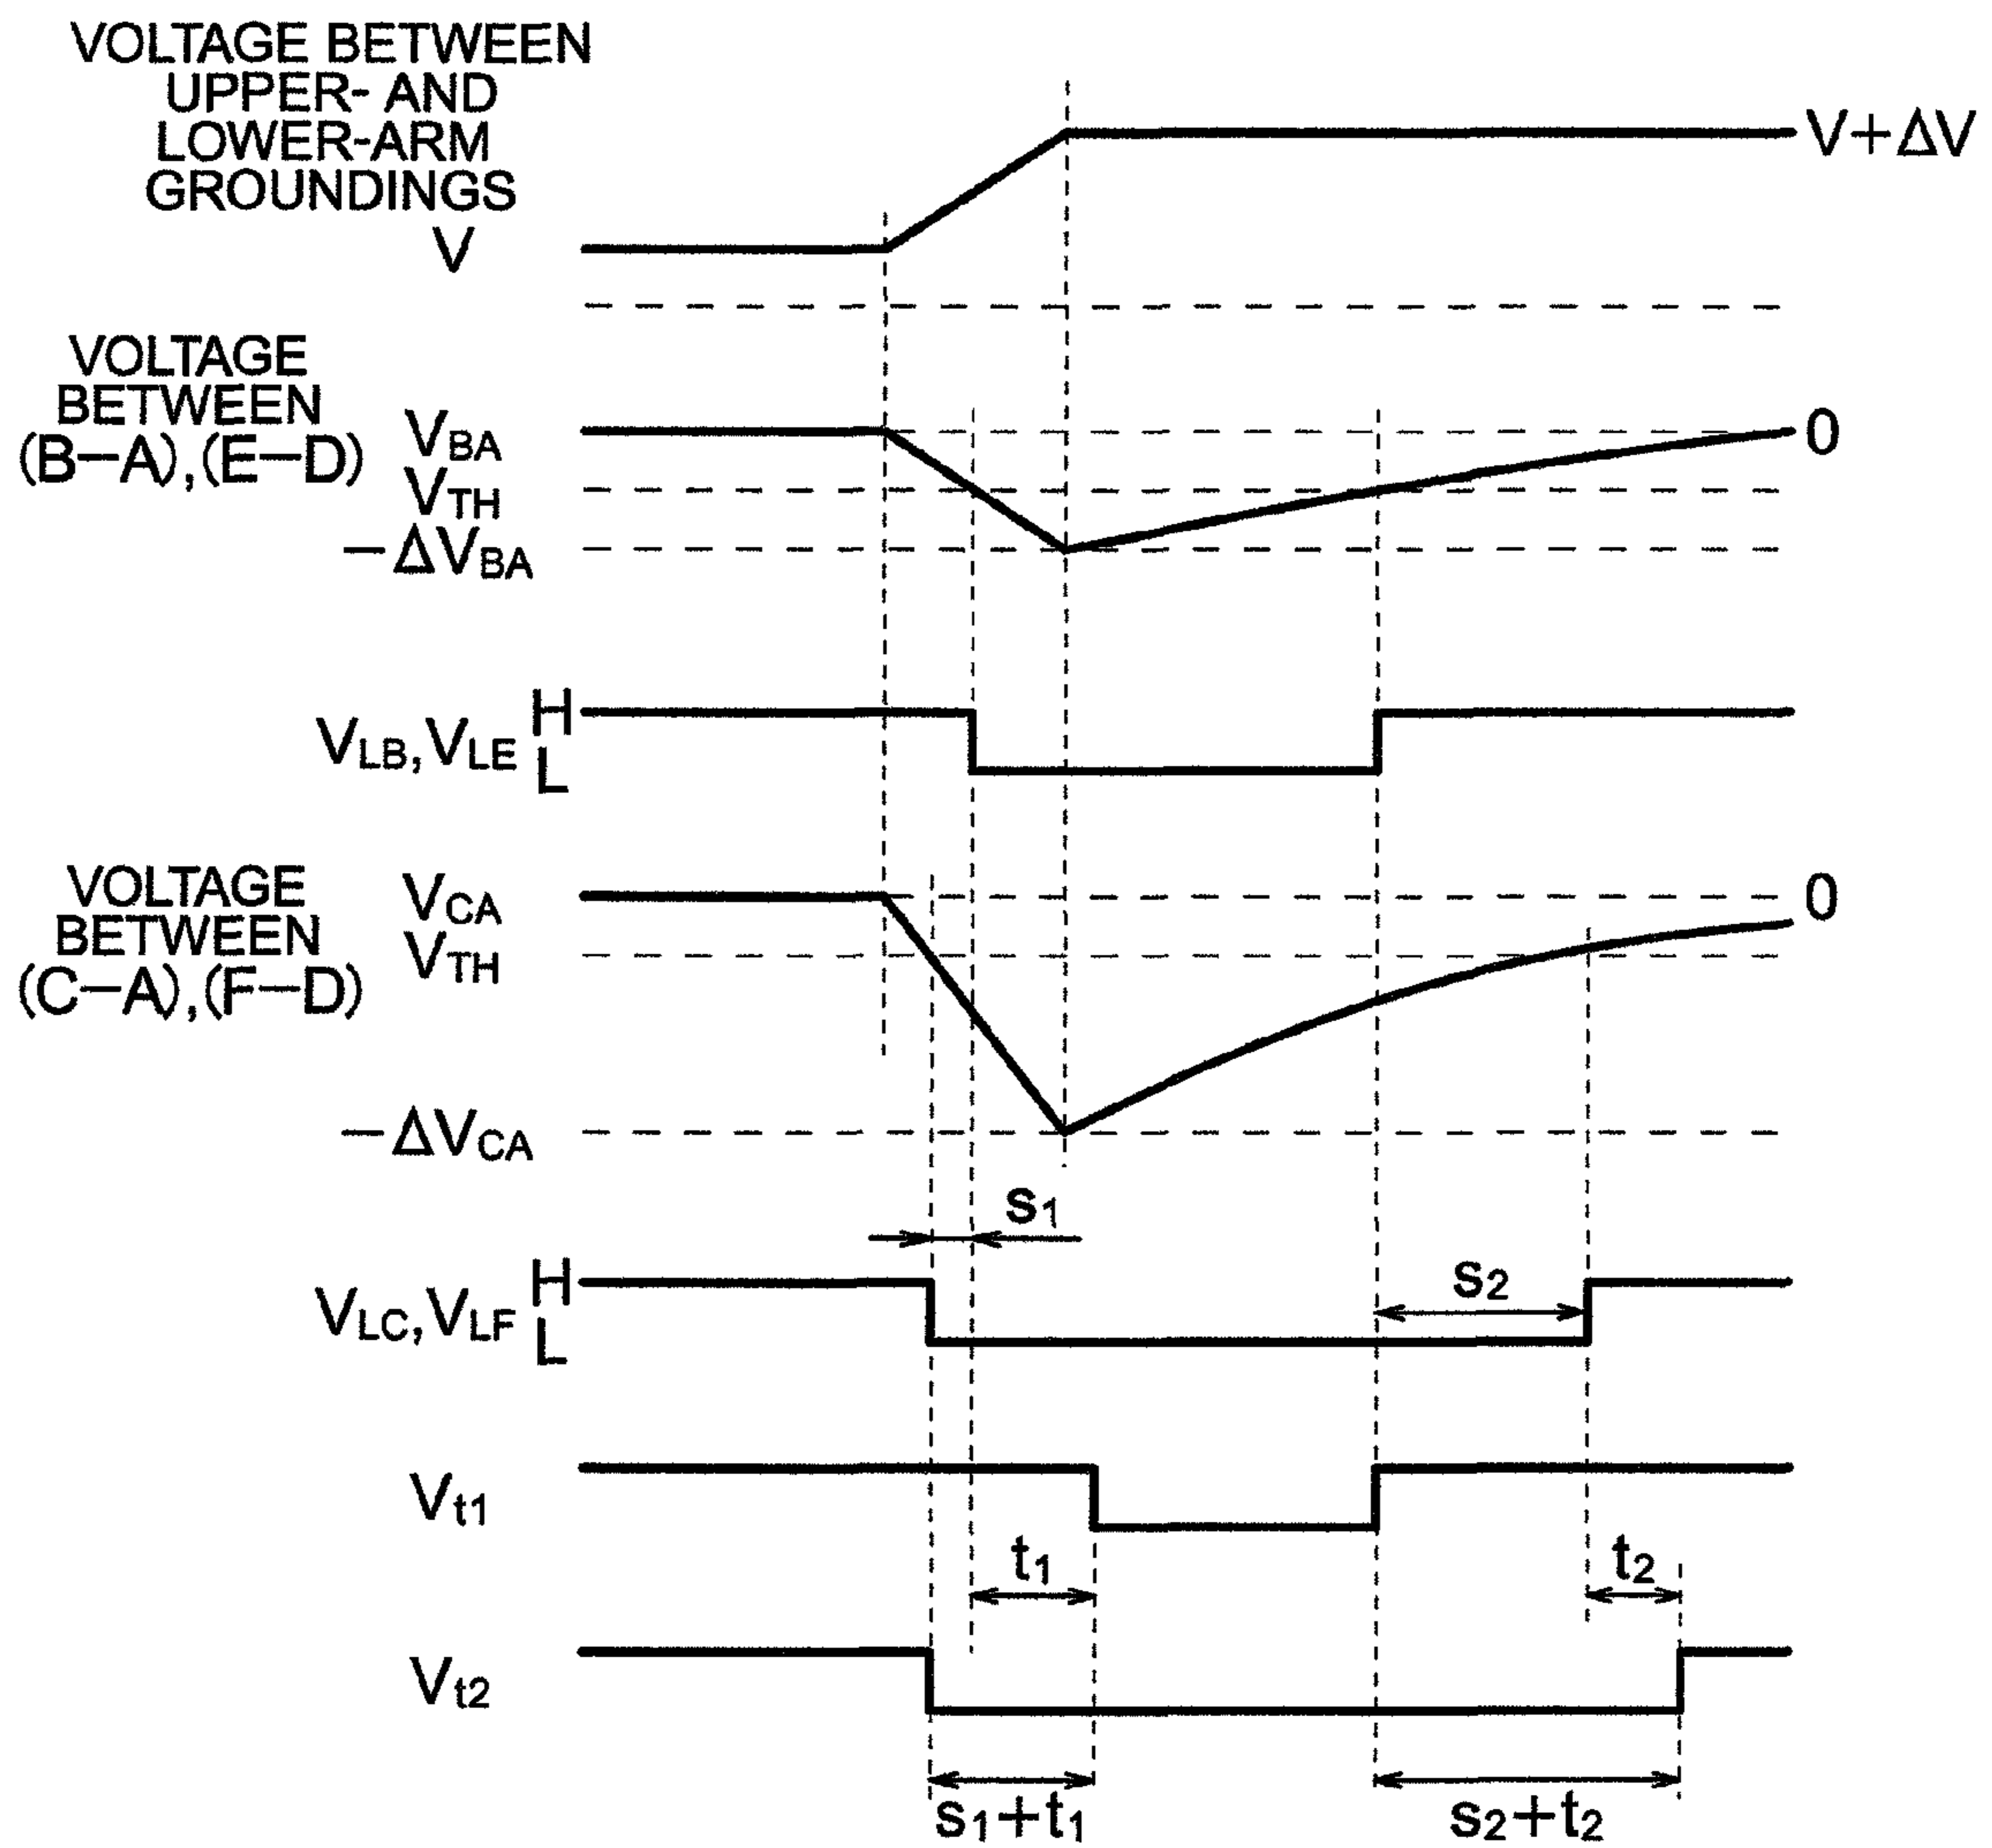 VOLTAGE BETWEEN
UPPER- AND
LOWER-ARM
GROUNDINGS
V
V+ΔV
VOLTAGE
BETWEEN
(B−A),(E−D)
VBA
VTH
−ΔVBA
0
VLB,VLE
H
L
VOLTAGE
BETWEEN
(C−A),(F−D)
VCA
VTH
−ΔVCA
0
s1
VLC,VLF
H
L
s2
Vt1
t1
t2
Vt2
s1+t1
s2+t2